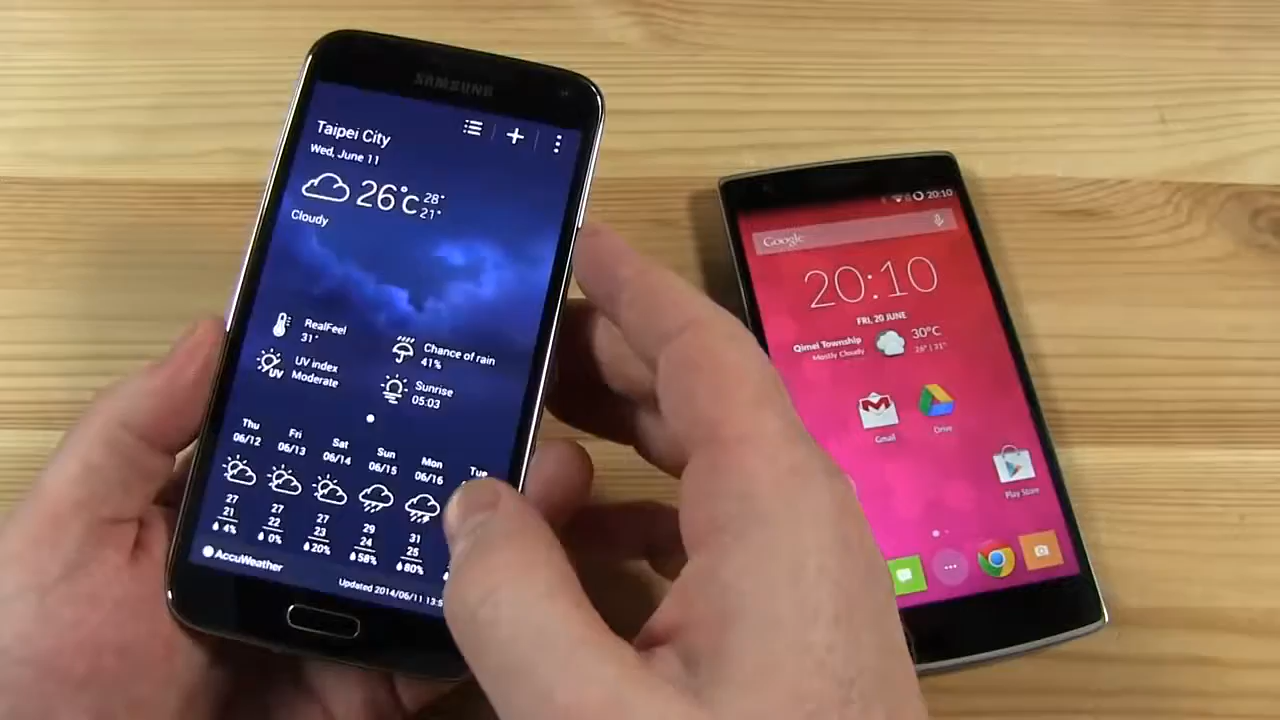 SAMSUNG
Taipei City
Wed, June 11
26°C 28° 21°
Cloudy
RealFeel
31°
Chance of rain
41%
UV index
Moderate
Sunrise
05:03
Thu Fri Sat Sun Mon Tue
06/12 06/13 06/14 06/15 06/16
27 27 27 29 31
21 22 23 24 25
4% 0% 20% 58% 80%
AccuWeather
Updated 2014/06/11 13:5
20:10
Google
20:10
FRI, 20 JUNE
Qimei Township
Mostly Cloudy
30°C
Gmail
Drive
Play Store